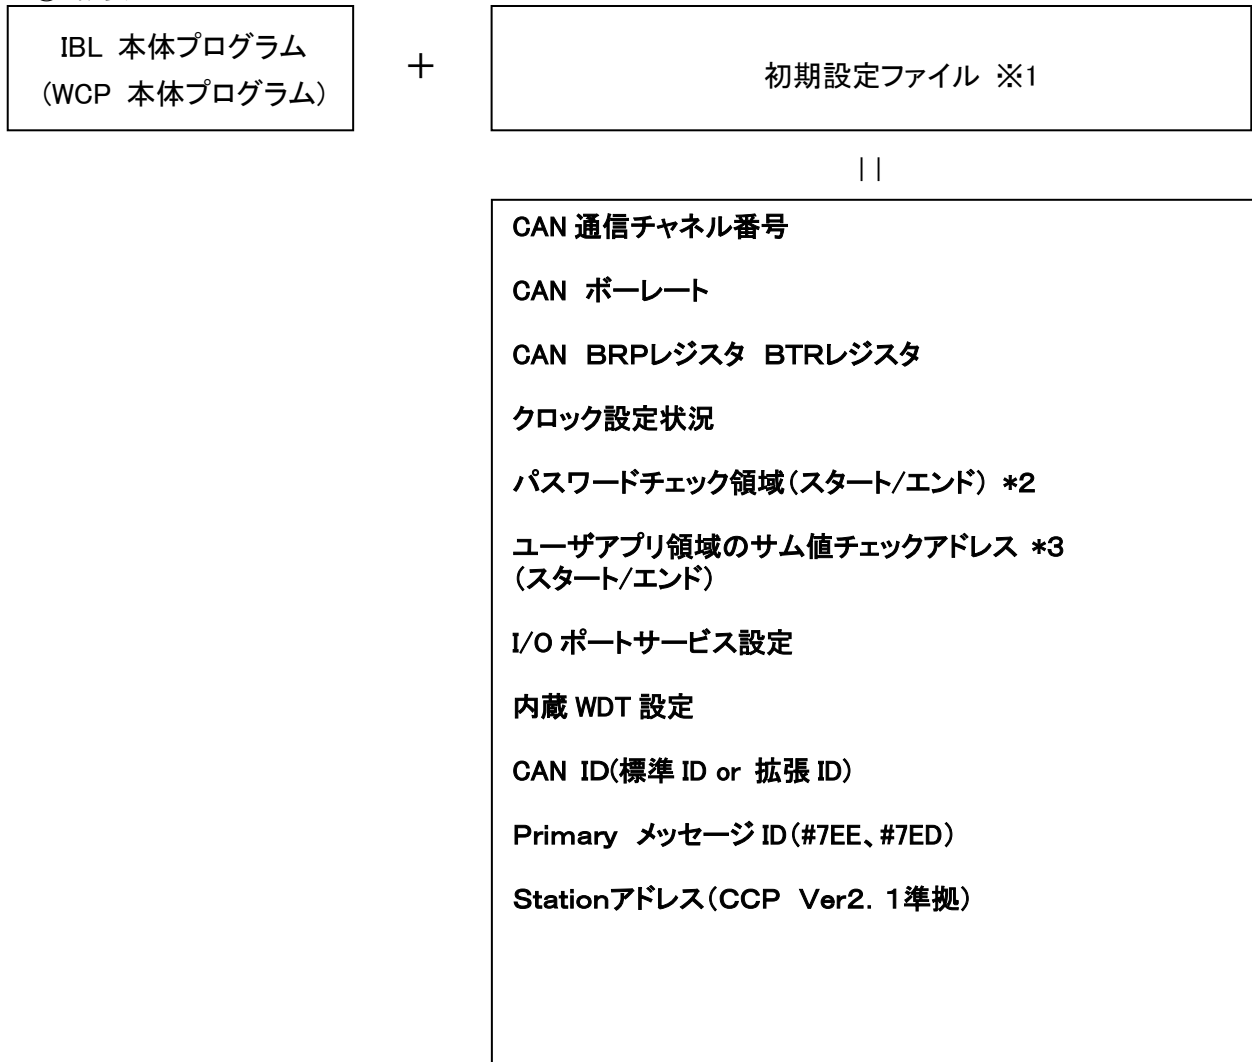 IBL 本体プログラム
(WCP 本体プログラム)
＋
初期設定ファイル ※1
||
CAN 通信チャネル番号
CAN ボーレート
CAN ＢＲＰレジスタ ＢＴＲレジスタ
クロック設定状況
パスワードチェック領域（スタート/エンド） *2
ユーザアプリ領域のサム値チェックアドレス *3
（スタート/エンド）
I/O ポートサービス設定
内蔵 WDT 設定
CAN ID(標準 ID or 拡張 ID)
Ｐｒｉｍａｒｙ メッセージ ID（#7EE、#7ED）
Ｓｔａｔｉｏｎアドレス（ＣＣＰ Ｖｅｒ２．１準拠）